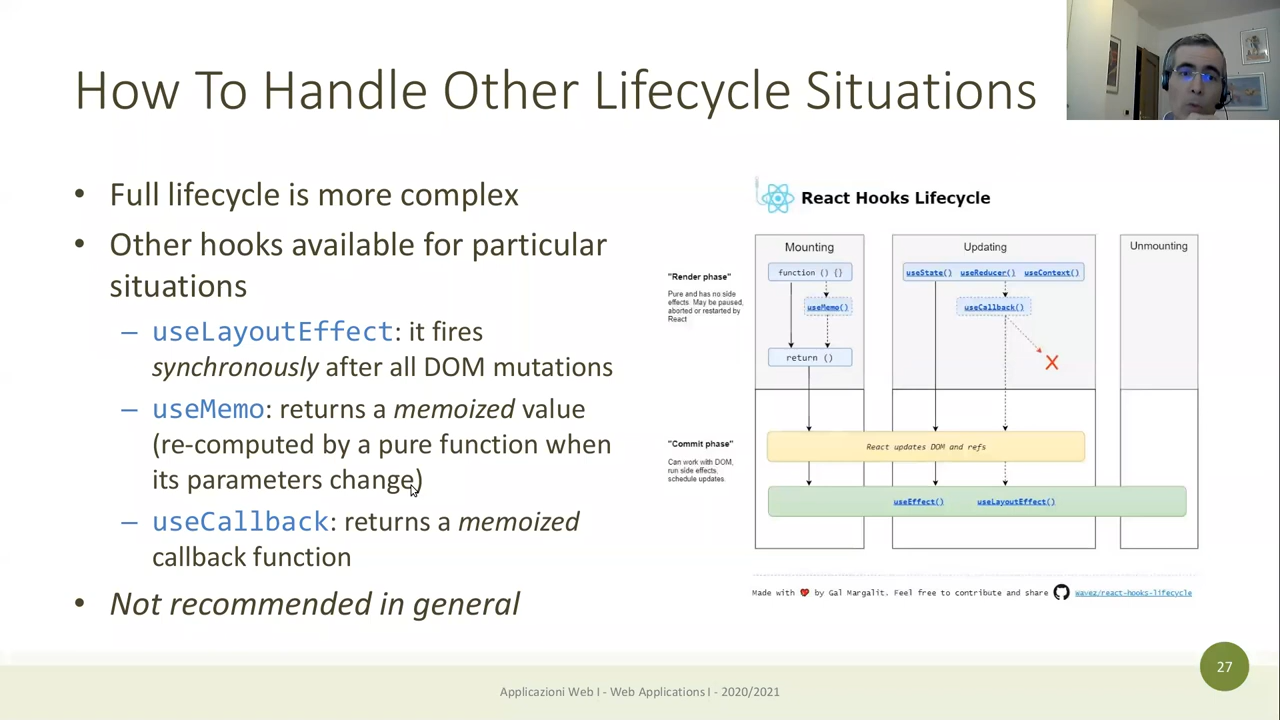 How To Handle Other Lifecycle Situations
• Full lifecycle is more complex
• Other hooks available for particular
situations
– useLayoutEffect: it fires
synchronously after all DOM mutations
– useMemo: returns a memoized value
(re-computed by a pure function when
its parameters change)
– useCallback: returns a memoized
callback function
• Not recommended in general
React Hooks Lifecycle
Mounting
Updating
Unmounting
"Render phase"
Pure and has no side
effects. May be paused,
aborted or restarted by
React
function () {}
useMemo()
return ()
useState() useReducer() useContext()
useCallback()
X
"Commit phase"
Can work with DOM,
run side effects,
schedule updates
React updates DOM and refs
useEffect() useLayoutEffect()
Made with ❤ by Gal Margalit. Feel free to contribute and share wavez/react-hooks-lifecycle
27
Applicazioni Web I - Web Applications I - 2020/2021